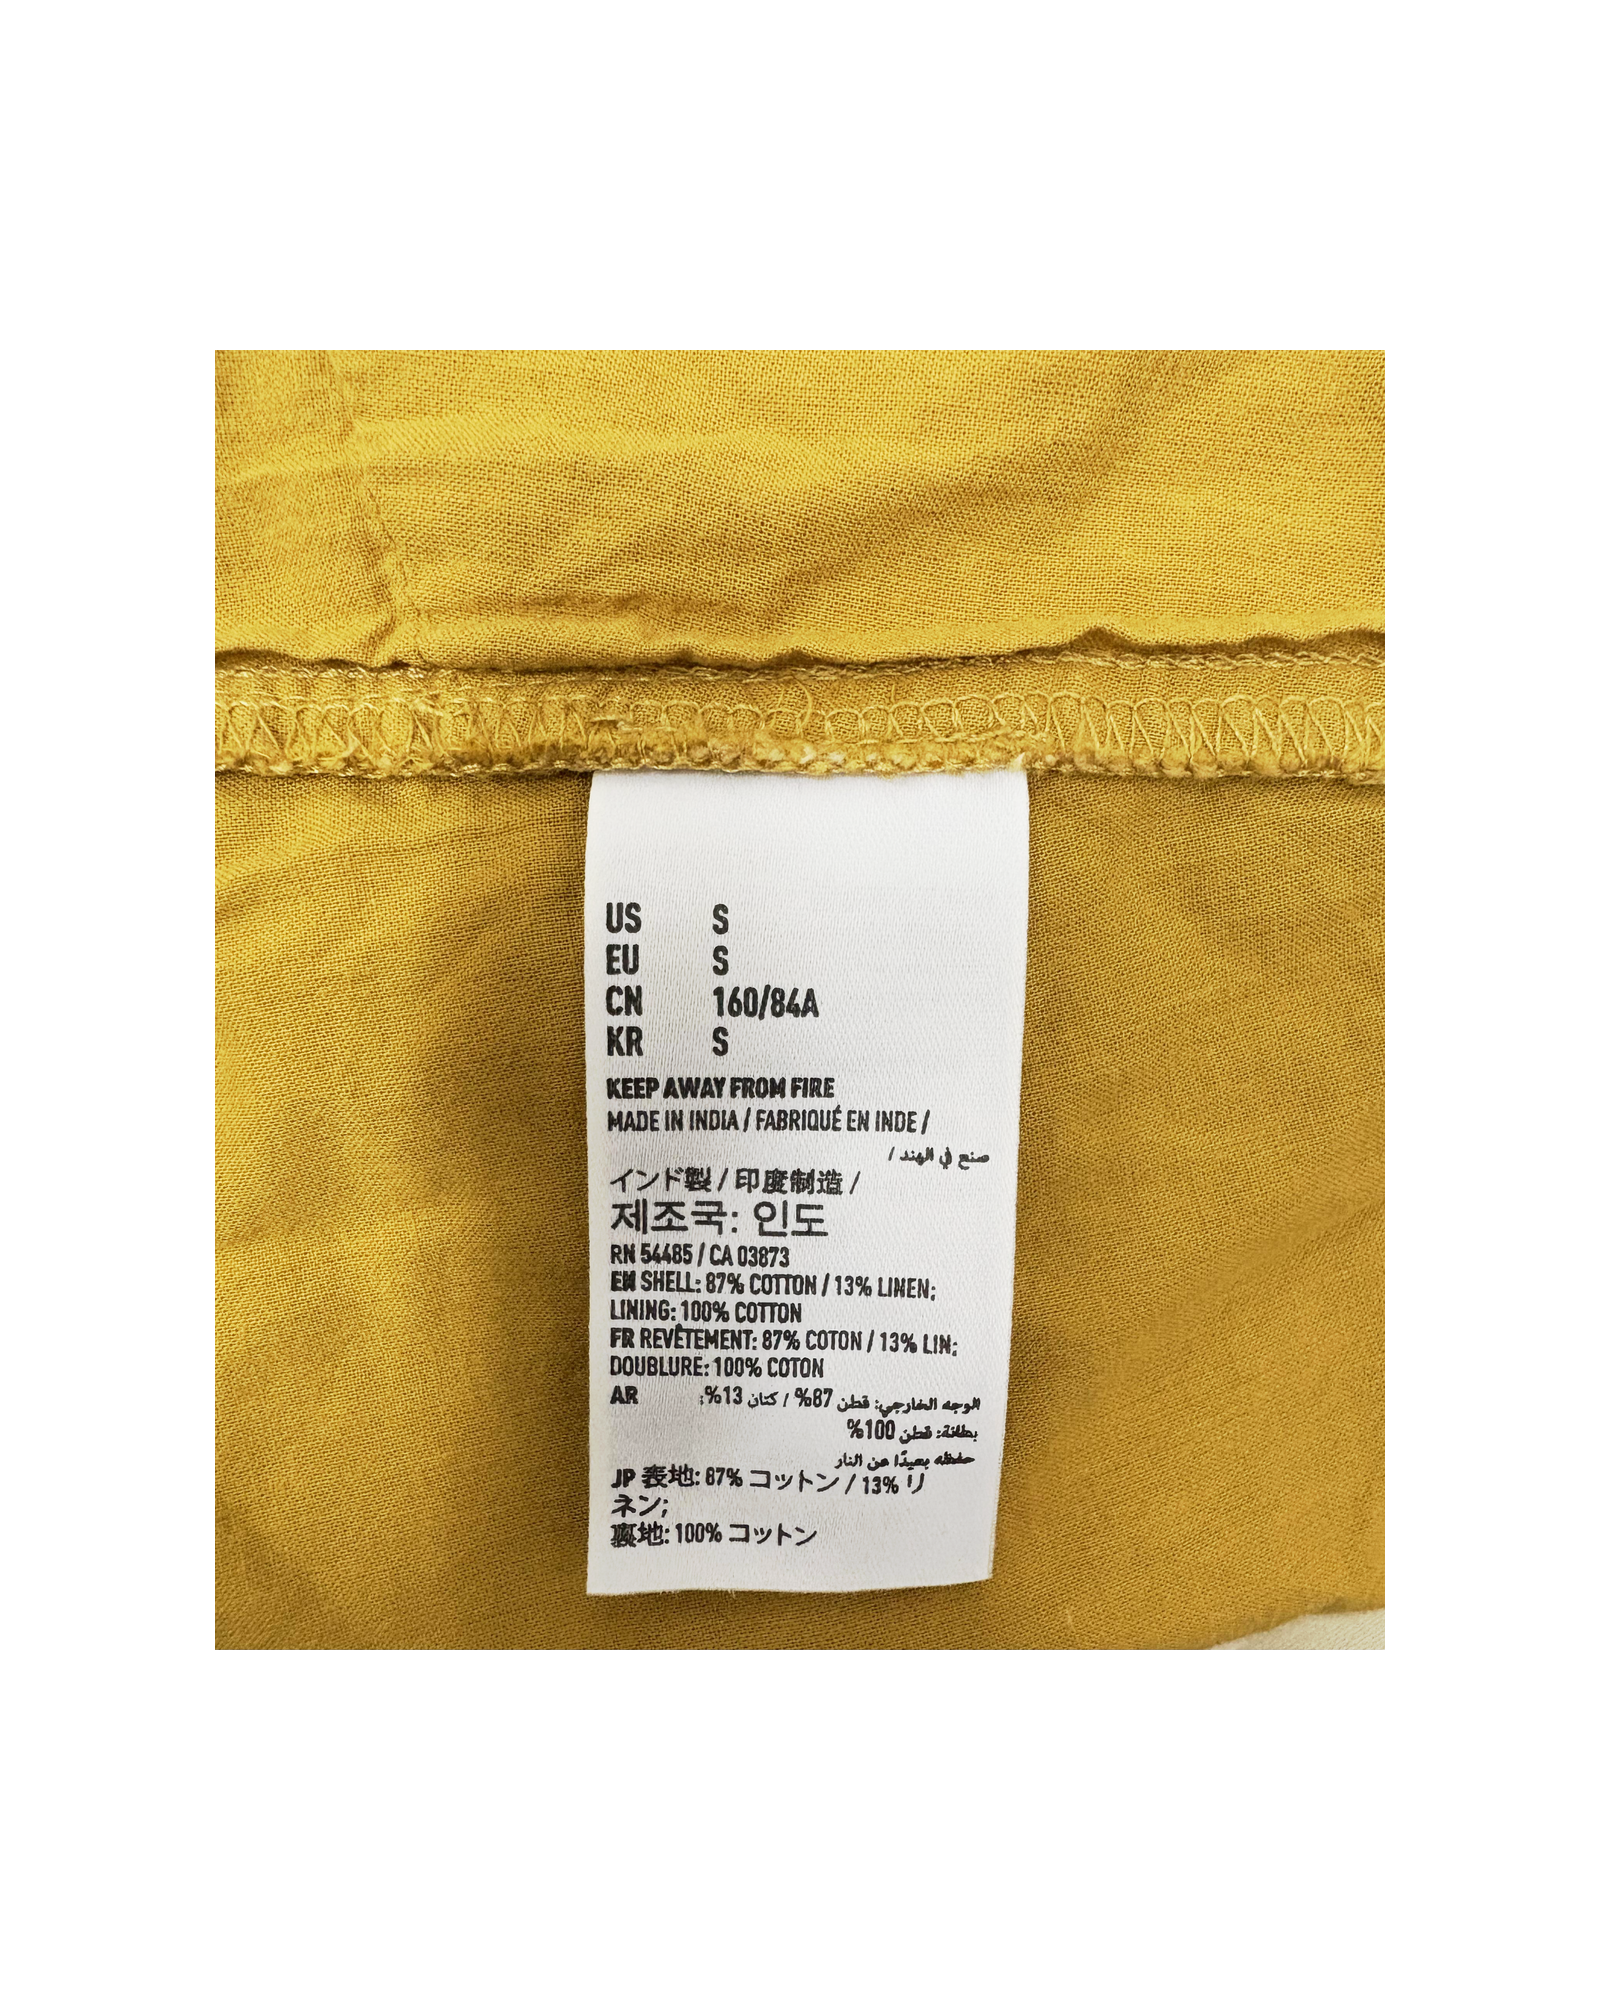 US S
EU S
CN 160/84A
KR S
KEEP AWAY FROM FIRE
MADE IN INDIA / FABRIQUÉ EN INDE /
صنع في الهند /
インド製 / 印度制造 /
제조국: 인도
RN 54485 / CA 03873
EN SHELL: 87% COTTON / 13% LINEN;
LINING: 100% COTTON
FR REVÊTEMENT: 87% COTON / 13% LIN;
DOUBLURE: 100% COTON
AR الوجه الخارجي: قطن 87% / كتان 13%;
بطانة: قطن 100%
حفظه بعيدًا عن النار
JP 表地: 87% コットン / 13% リ
ネン;
裏地: 100% コットン